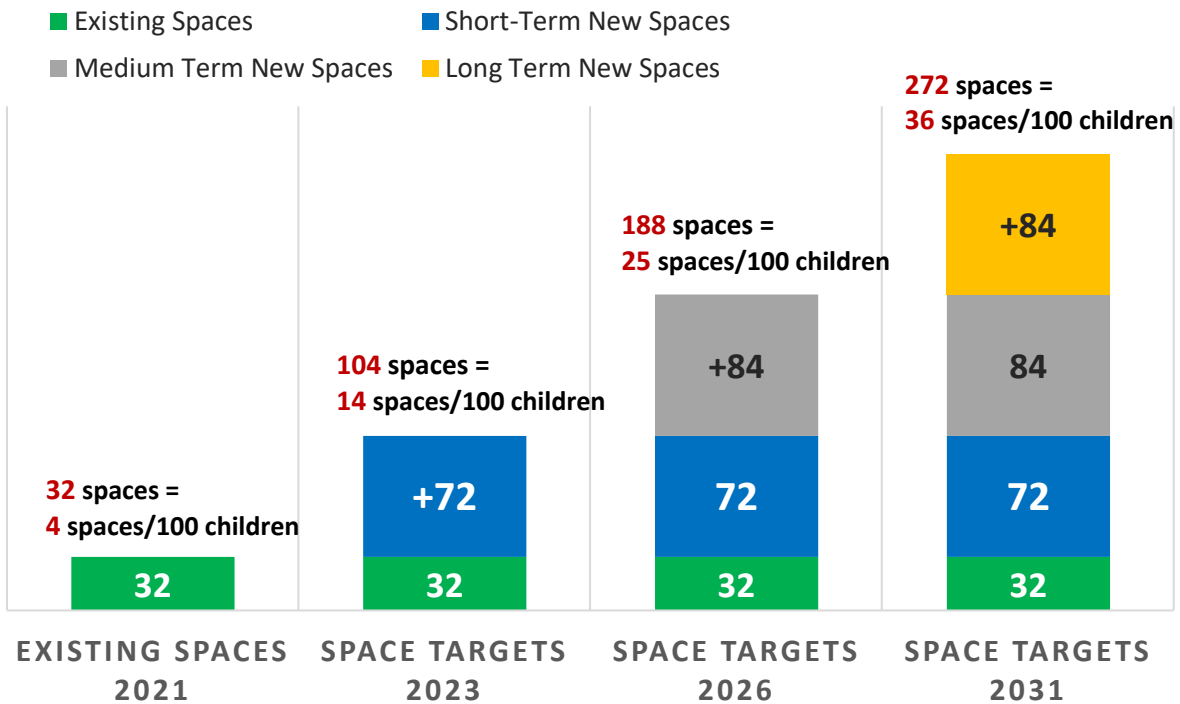 Existing Spaces
Short-Term New Spaces
Medium Term New Spaces
Long Term New Spaces
32 spaces =
4 spaces/100 children
104 spaces =
14 spaces/100 children
188 spaces =
25 spaces/100 children
272 spaces =
36 spaces/100 children
32
+72
32
+84
72
32
+84
84
72
32
EXISTING SPACES
2021
SPACE TARGETS
2023
SPACE TARGETS
2026
SPACE TARGETS
2031